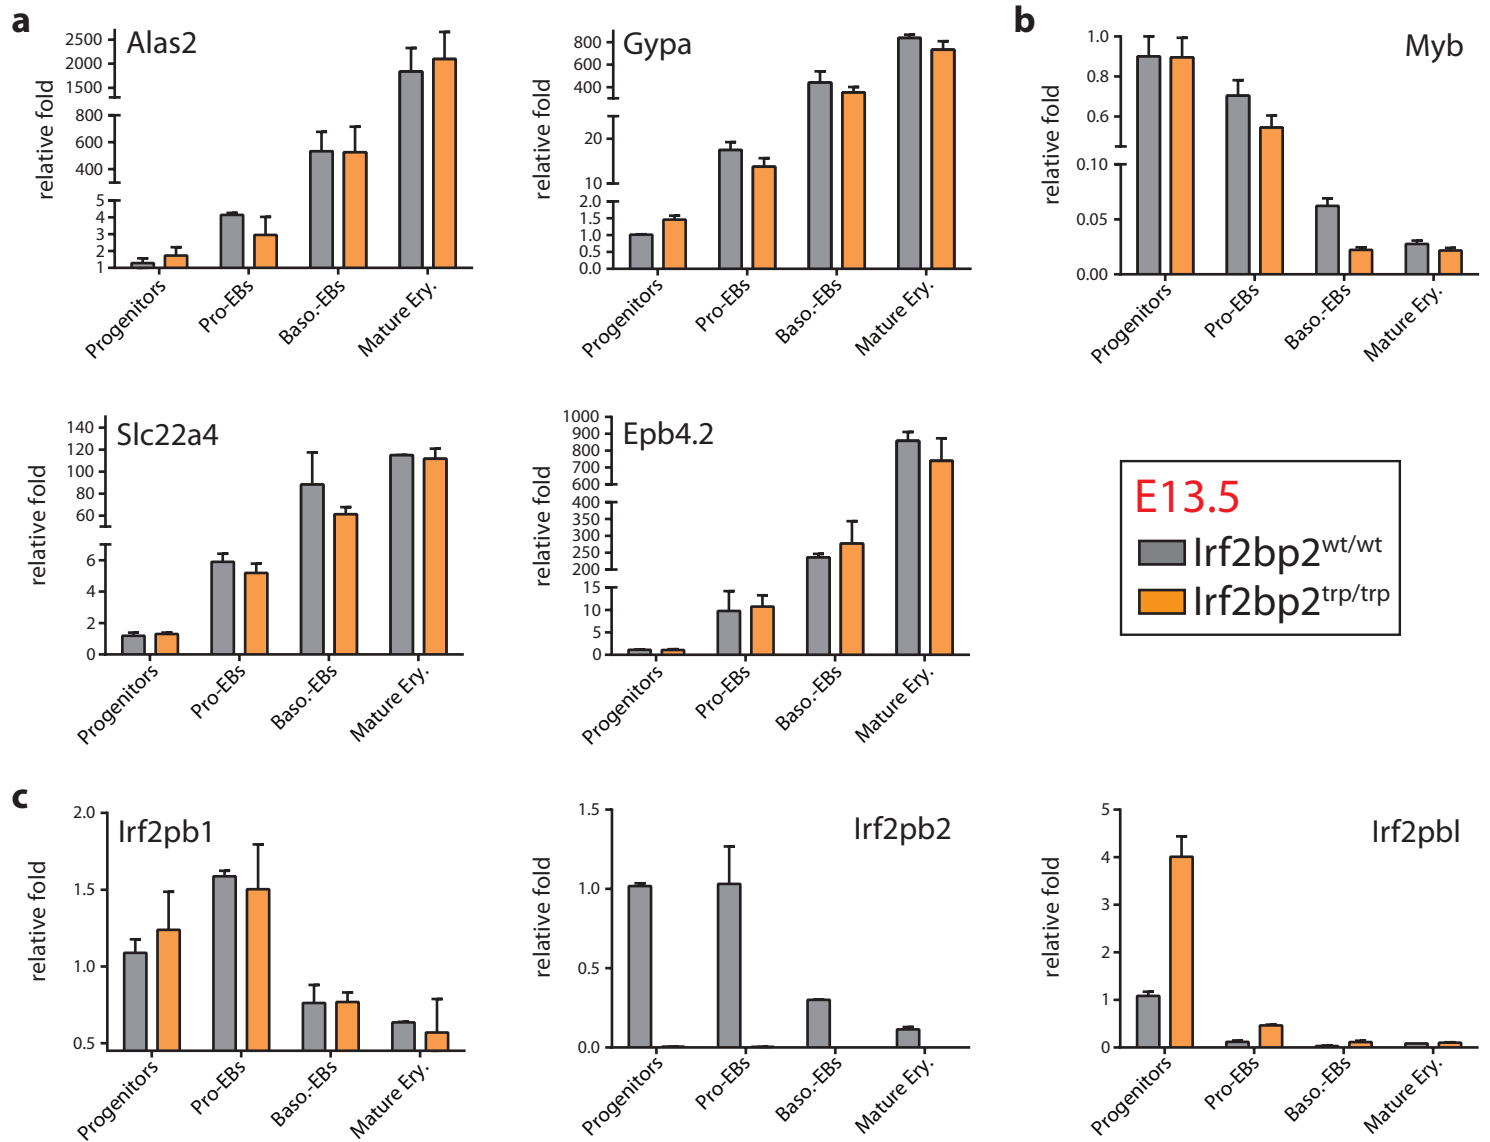 a
Alas2
relative fold
2500
2000
1500
800
400
5
4
3
2
1
Progenitors
Pro-EBs
Baso.-EBs
Mature Ery.
Gypa
relative fold
800
600
400
20
10
2.0
1.5
1.0
0.5
0.0
Progenitors
Pro-EBs
Baso.-EBs
Mature Ery.
b
Myb
relative fold
1.0
0.8
0.6
0.10
0.05
0.00
Progenitors
Pro-EBs
Baso.-EBs
Mature Ery.
Slc22a4
relative fold
140
120
100
80
60
6
4
2
0
Progenitors
Pro-EBs
Baso.-EBs
Mature Ery.
Epb4.2
relative fold
1000
900
800
700
600
400
350
300
250
200
15
10
5
0
Progenitors
Pro-EBs
Baso.-EBs
Mature Ery.
E13.5
Irf2bp2wt/wt
Irf2bp2trp/trp
c
Irf2pb1
relative fold
2.0
1.5
1.0
0.5
Progenitors
Pro-EBs
Baso.-EBs
Mature Ery.
Irf2pb2
relative fold
1.5
1.0
0.5
0.0
Progenitors
Pro-EBs
Baso.-EBs
Mature Ery.
Irf2pbl
relative fold
5
4
3
2
1
0
Progenitors
Pro-EBs
Baso.-EBs
Mature Ery.